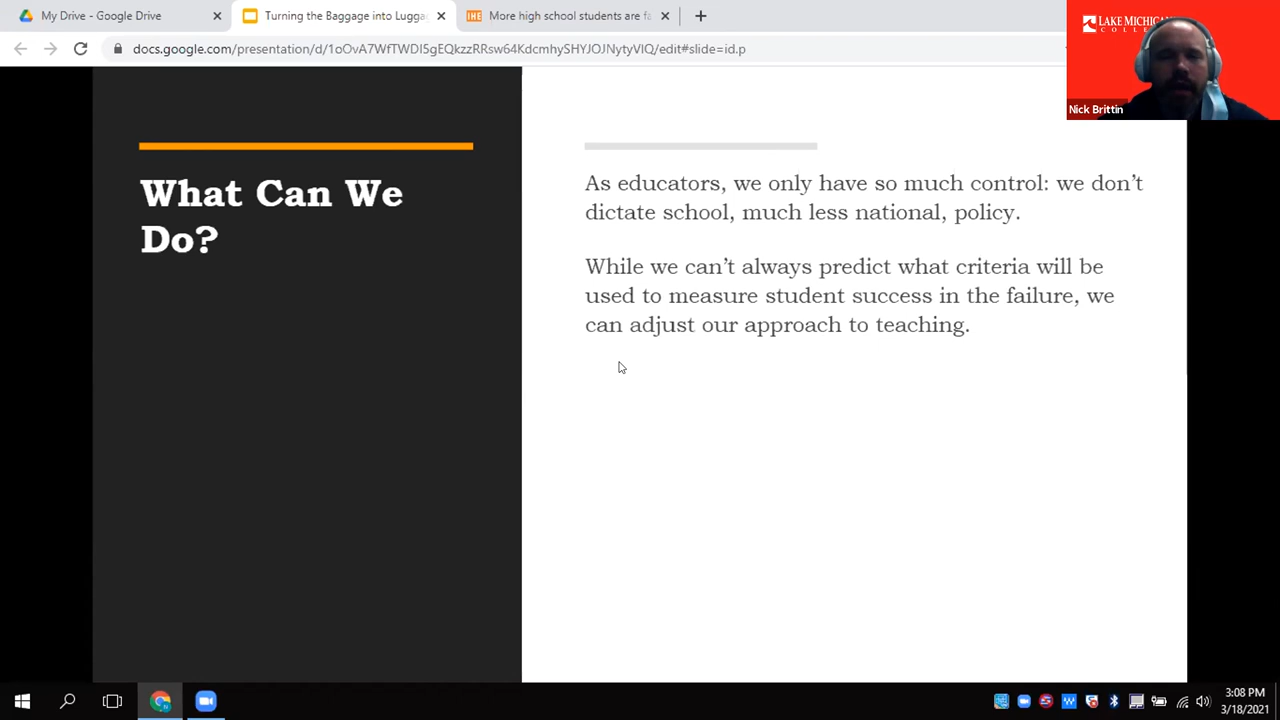 My Drive - Google Drive
Turning the Baggage into Lugga
IHE
More high school students are fa
docs.google.com/presentation/d/1oOvA7WfTWDI5gEQkzzRRsw64KdcmhySHYJOJNytyVIQ/edit#slide=id.p
LAKE MICHIGAN
COLLEGE
Nick Brittin
What Can We
Do?
As educators, we only have so much control: we don't
dictate school, much less national, policy.
While we can't always predict what criteria will be
used to measure student success in the failure, we
can adjust our approach to teaching.
3:08 PM
3/18/2021